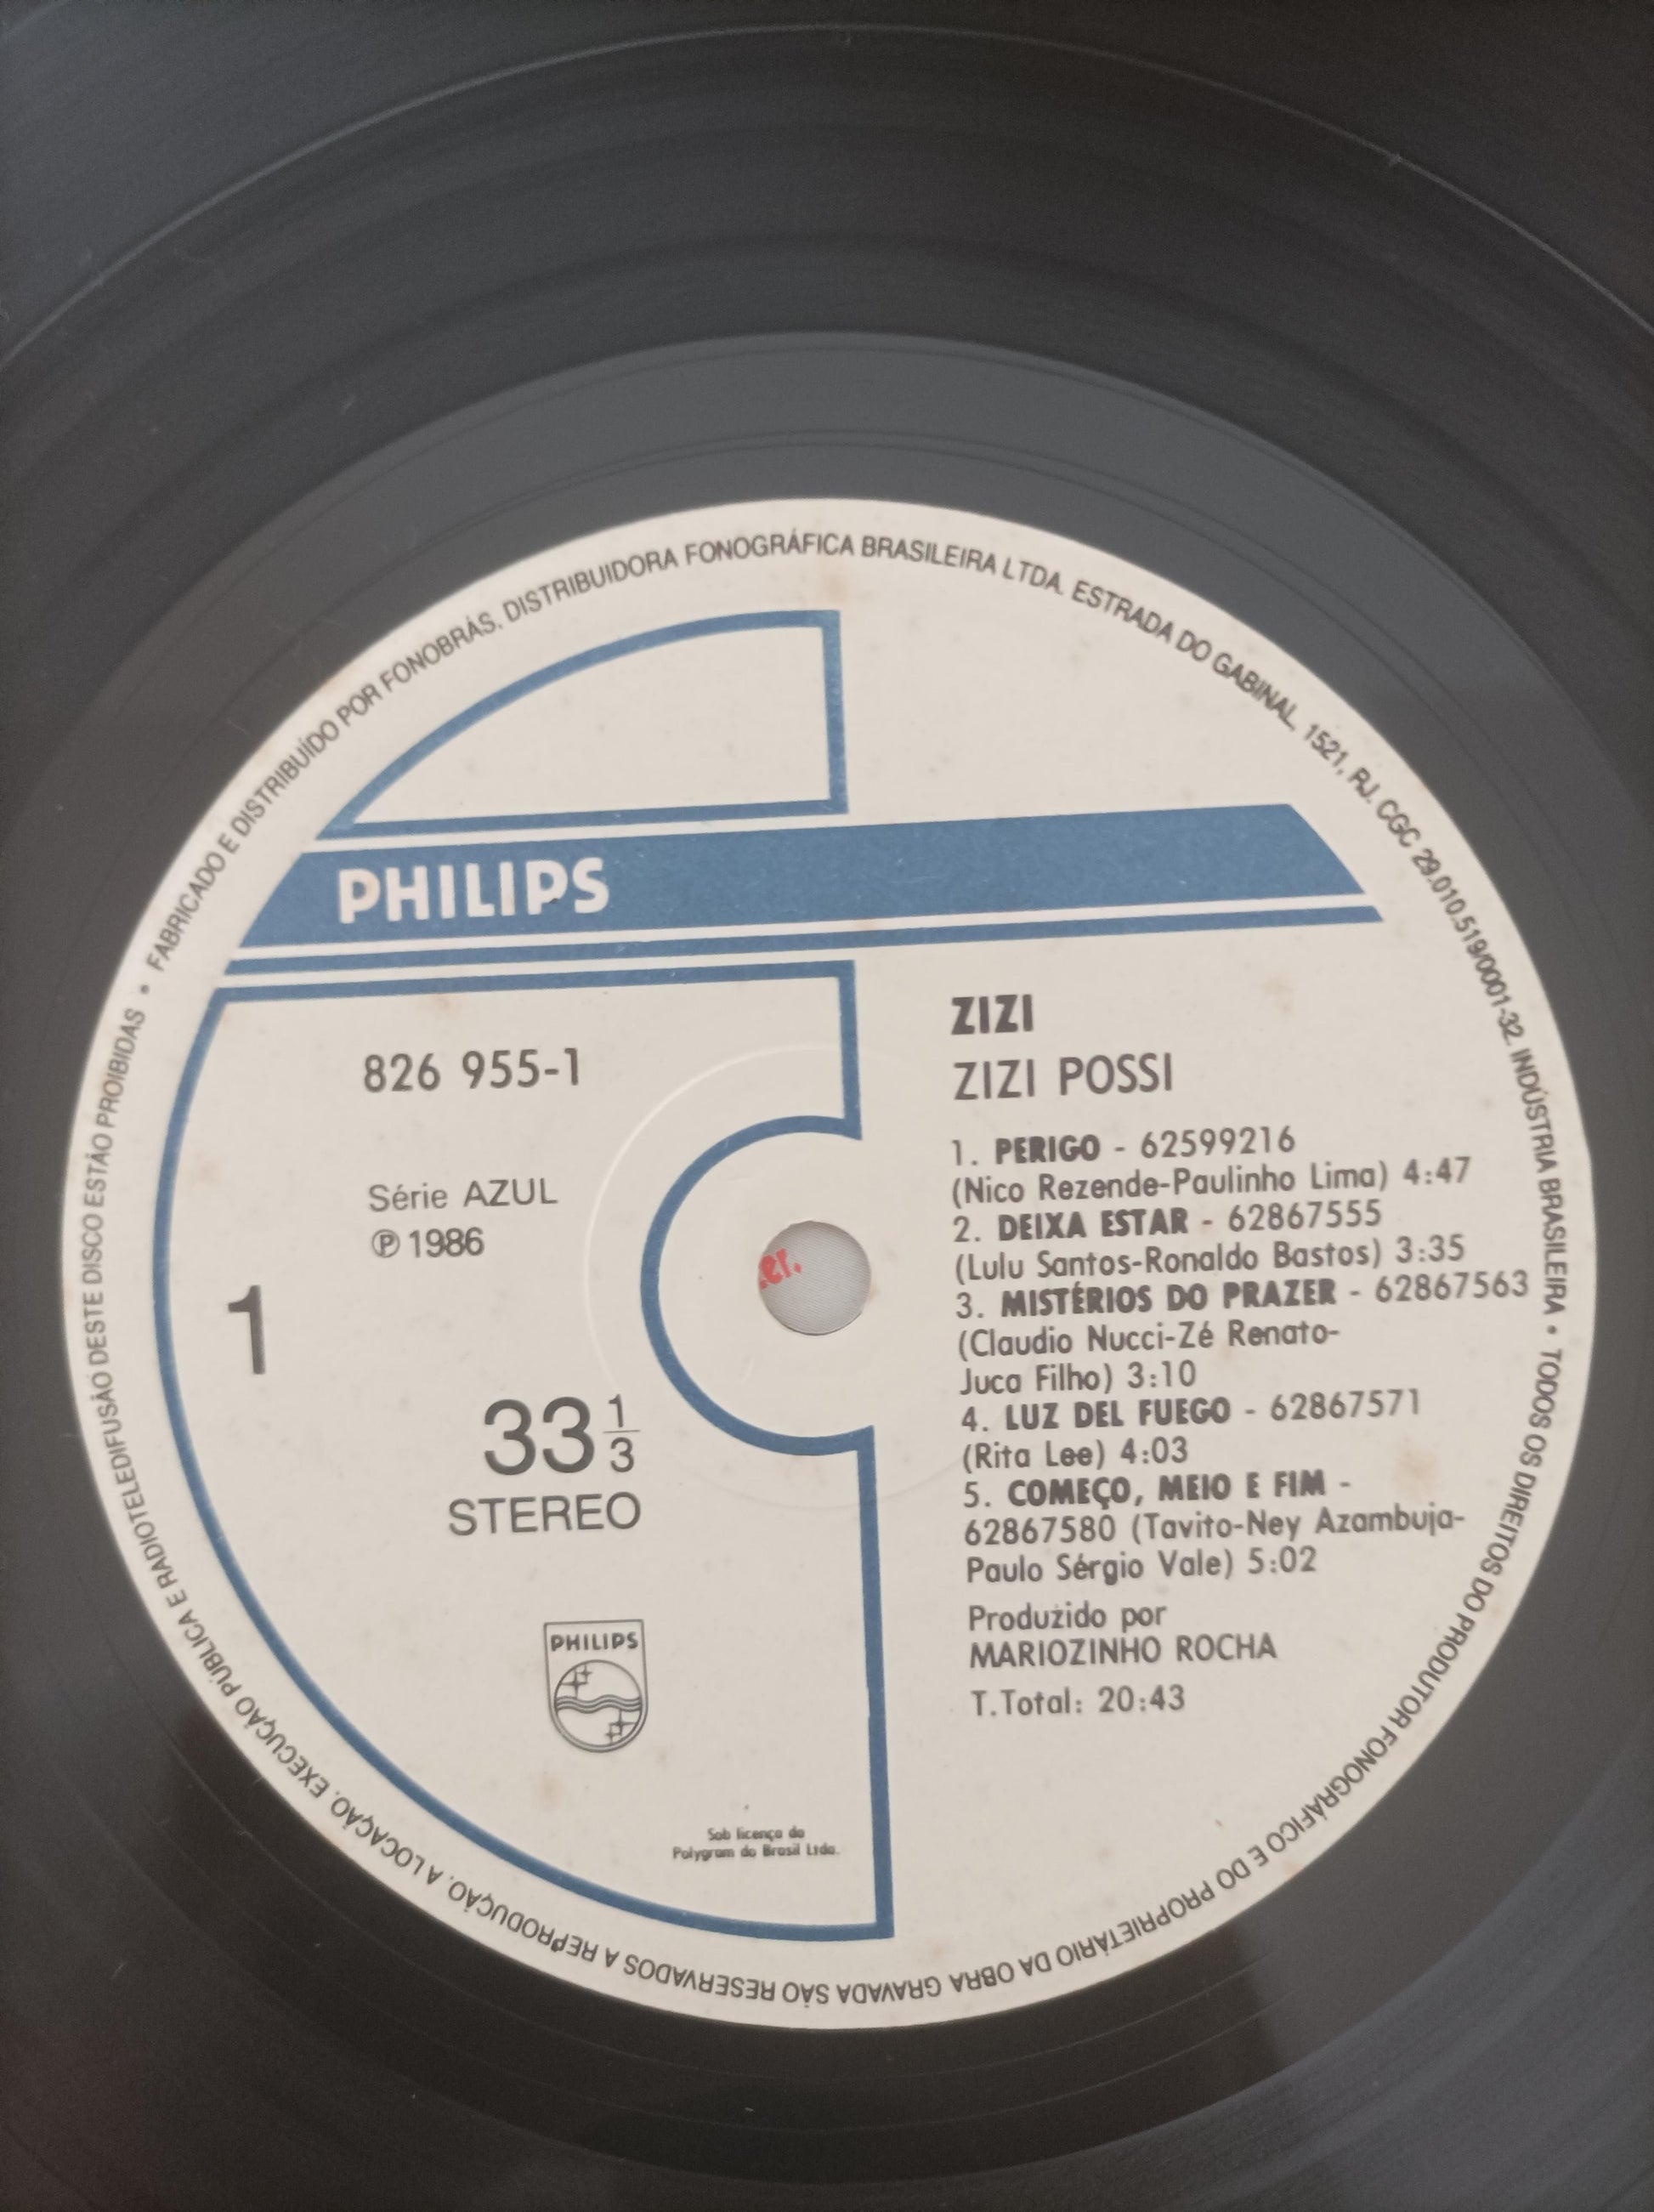 FABRICADO E DISTRIBUÍDO POR FONOBRÁS. DISTRIBUIDORA FONOGRÁFICA BRASILEIRA LTDA. ESTRADA DO GABINAL, 1521, RJ. CGC 29.010.519/0001-32. INDÚSTRIA BRASILEIRA • TODOS OS DIREITOS DO PRODUTOR FONOGRÁFICO E DO PROPRIETÁRIO DA OBRA GRAVADA SÃO RESERVADOS A REPRODUÇÃO. A LOCAÇÃO. EXECUÇÃO PÚBLICA E RADIOTELEDIFUSÃO DESTE DISCO ESTÃO PROIBIDAS •
PHILIPS
826 955-1
Série AZUL
℗ 1986
1
33 1/3
STEREO
PHILIPS
Sob licença da
Polygram do Brasil Ltda.
er.
ZIZI
ZIZI POSSI
1. PERIGO - 62599216
(Nico Rezende-Paulinho Lima) 4:47
2. DEIXA ESTAR - 62867555
(Lulu Santos-Ronaldo Bastos) 3:35
3. MISTÉRIOS DO PRAZER - 62867563
(Claudio Nucci-Zé Renato-
Juca Filho) 3:10
4. LUZ DEL FUEGO - 62867571
(Rita Lee) 4:03
5. COMEÇO, MEIO E FIM -
62867580 (Tavito-Ney Azambuja-
Paulo Sérgio Vale) 5:02
Produzido por
MARIOZINHO ROCHA
T.Total: 20:43